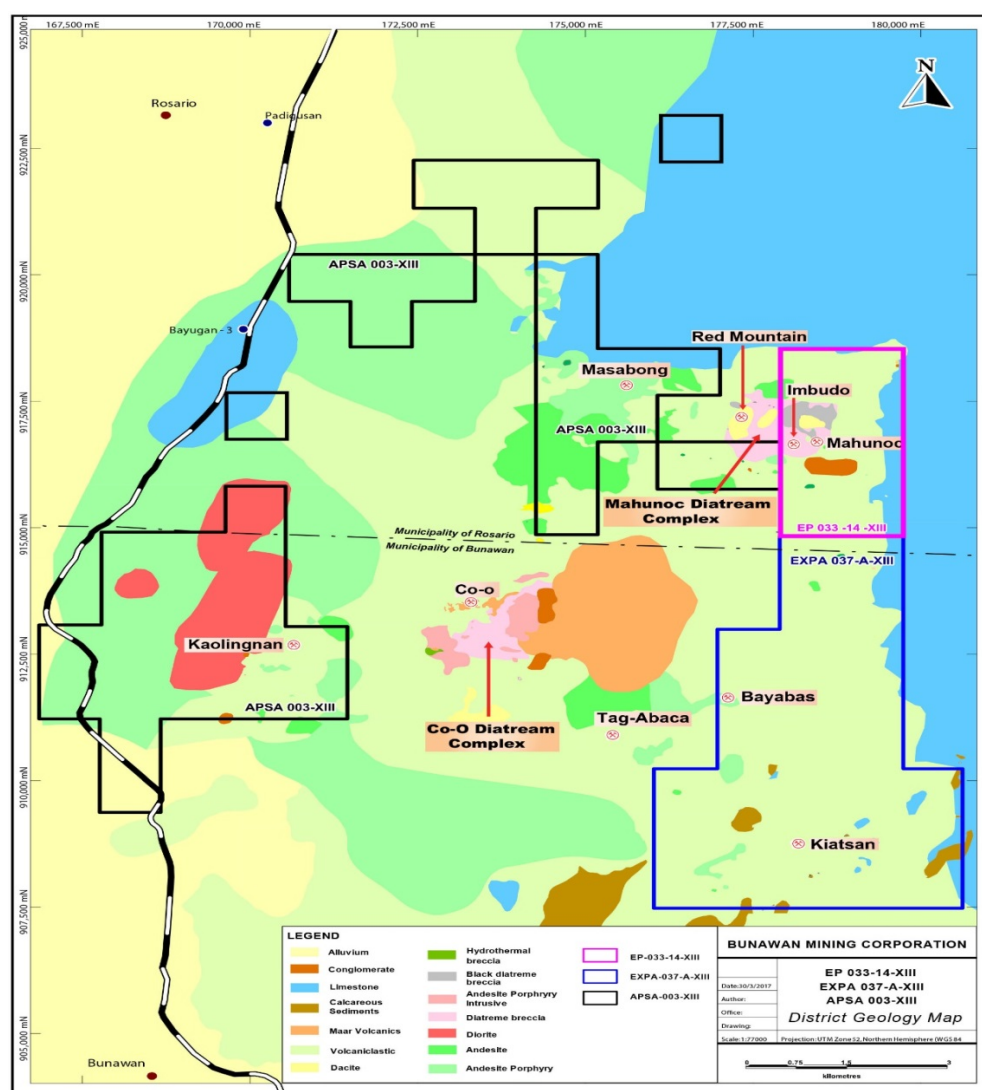 167,500 mE
170,000 mE
172,500 mE
175,000 mE
177,500 mE
180,000 mE
925,000 mN
922,500 mN
920,000 mN
917,500 mN
915,000 mN
912,500 mN
910,000 mN
907,500 mN
905,000 mN
N
Rosario
Padigusan
APSA 003-XIII
Bayugan - 3
Red Mountain
Masabong
Imbudo
APSA 003-XIII
Mahunoc
Mahunoc Diatream
Complex
EP 033 -14 -XIII
Municipality of Rosario
Municipality of Bunawan
EXPA 037-A-XIII
Co-o
Kaolingnan
APSA 003-XIII
Bayabas
Tag-Abaca
Co-O Diatream
Complex
Kiatsan
Bunawan
LEGEND
Alluvium
Conglomerate
Limestone
Calcareous
Sediments
Maar Volcanics
Volcaniclastic
Dacite
Hydrothermal
breccia
Black diatreme
breccia
Andesite Porphyry
Intrusive
Diatreme breccia
Diorite
Andesite
Andesite Porphyry
EP-033-14-XIII
EXPA-037-A-XIII
APSA-003-XIII
BUNAWAN MINING CORPORATION
Date:30/3/2017
Author:
Office:
Drawing:
Scale:1:77000
EP 033-14-XIII
EXPA 037-A-XIII
APSA 003-XIII
District Geology Map
Projection: UTM Zone 52, Northern Hemisphere (WGS 84
0 0.75 1.5 3
kilometres